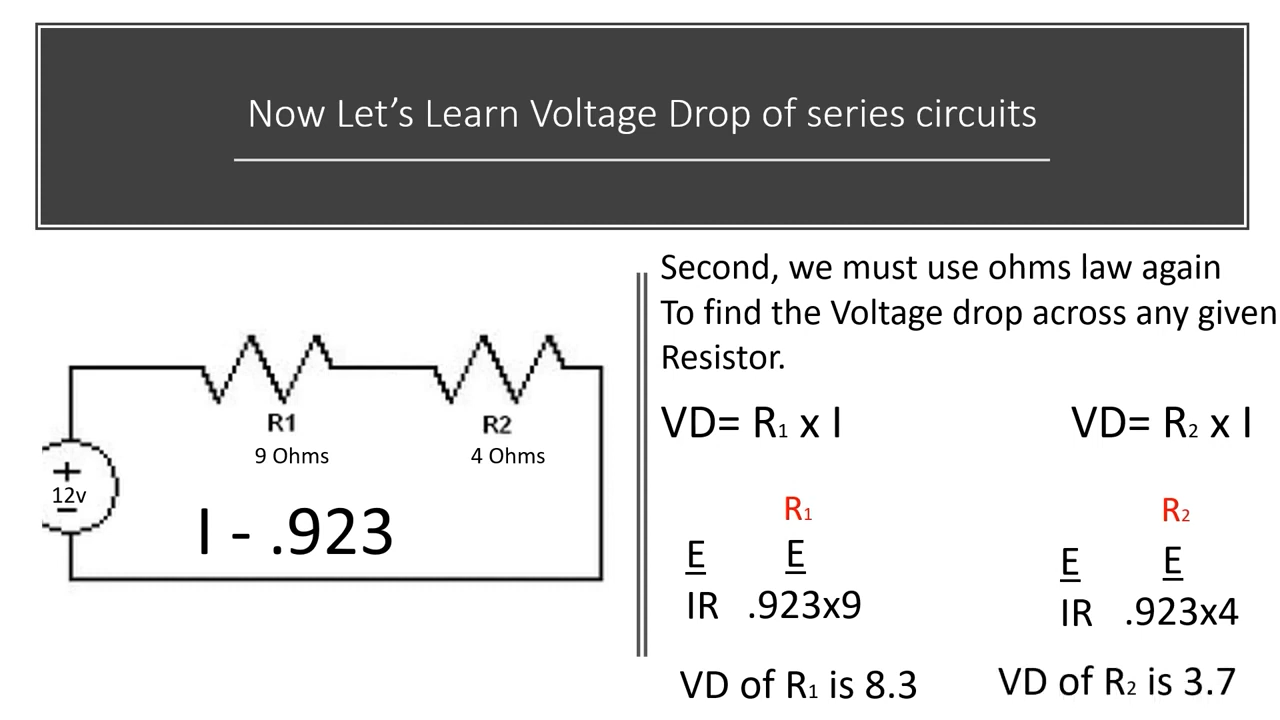 Now Let’s Learn Voltage Drop of series circuits
Second, we must use ohms law again
To find the Voltage drop across any given
Resistor.
VD= R₁ x I
VD= R₂ x I
R1
R2
9 Ohms
4 Ohms
+
12v
I - .923
R₁
E
E
IR
.923x9
R₂
E
E
IR
.923x4
VD of R₁ is 8.3
VD of R₂ is 3.7